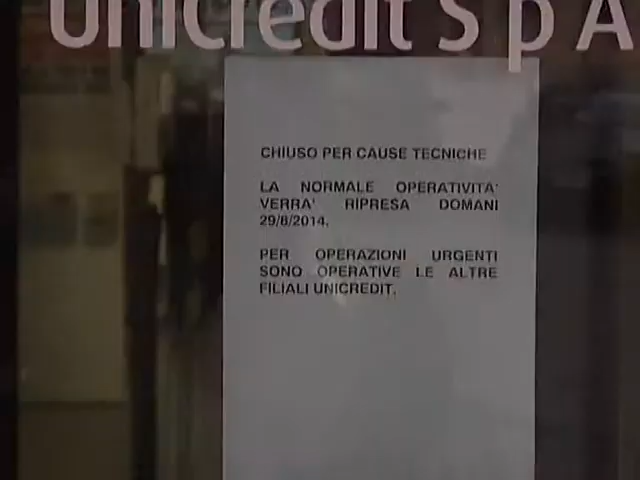 Unicredit S p A
CHIUSO PER CAUSE TECNICHE
LA NORMALE OPERATIVITA'
VERRA' RIPRESA DOMANI
29/8/2014.
PER OPERAZIONI URGENTI
SONO OPERATIVE LE ALTRE
FILIALI UNICREDIT.